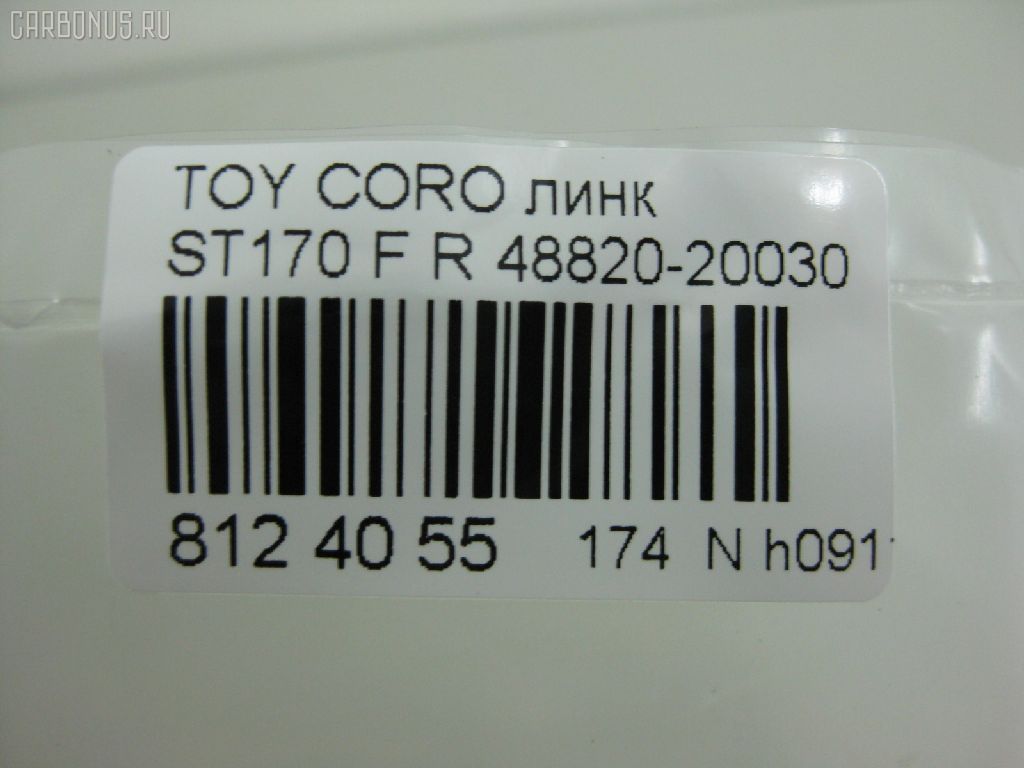 CARBONUS.RU
TOY CORO линк
ST170 F R 48820-20030
812 40 55 174 N h091